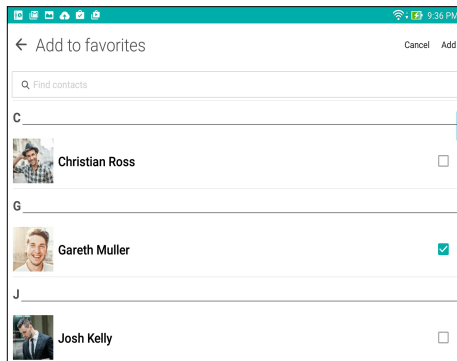 9:36 PM
Add to favorites
Cancel Add
Find contacts
C
Christian Ross
G
Gareth Muller
J
Josh Kelly